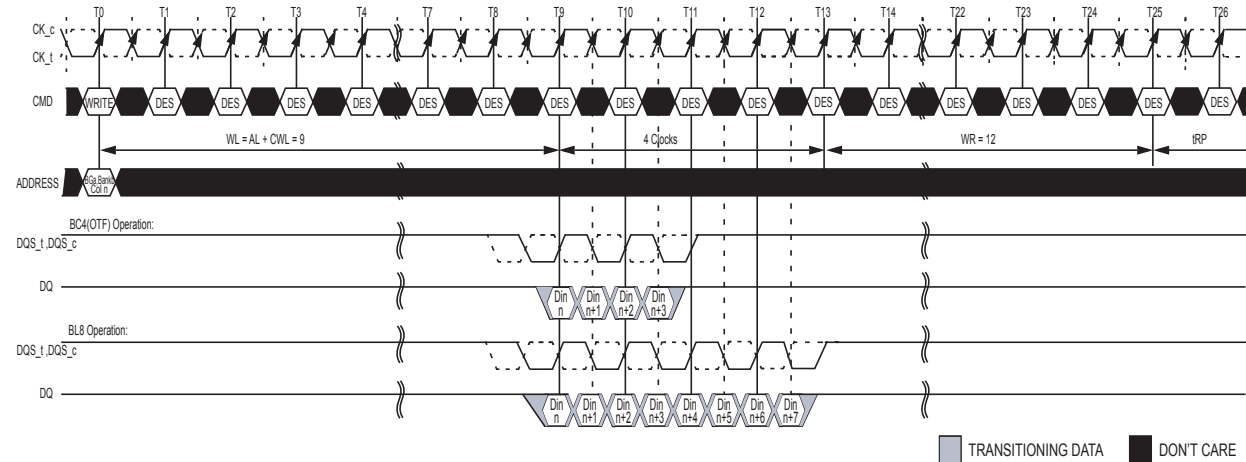 T0 T1 T2 T3 T4 T7 T8 T9 T10 T11 T12 T13 T14 T22 T23 T24 T25 T26
CK_c
CK_t
CMD WRITE DES DES DES DES DES DES DES DES DES DES DES DES DES DES DES DES DES
WL = AL + CWL = 9 4 Clocks WR = 12 tRP
ADDRESS BGa,Bankb
Col n
BC4(OTF) Operation:
DQS_t ,DQS_c
DQ Din Din Din Din
n n+1 n+2 n+3
BL8 Operation:
DQS_t ,DQS_c
DQ Din Din Din Din Din Din Din Din
n n+1 n+2 n+3 n+4 n+5 n+6 n+7
TRANSITIONING DATA DON'T CARE